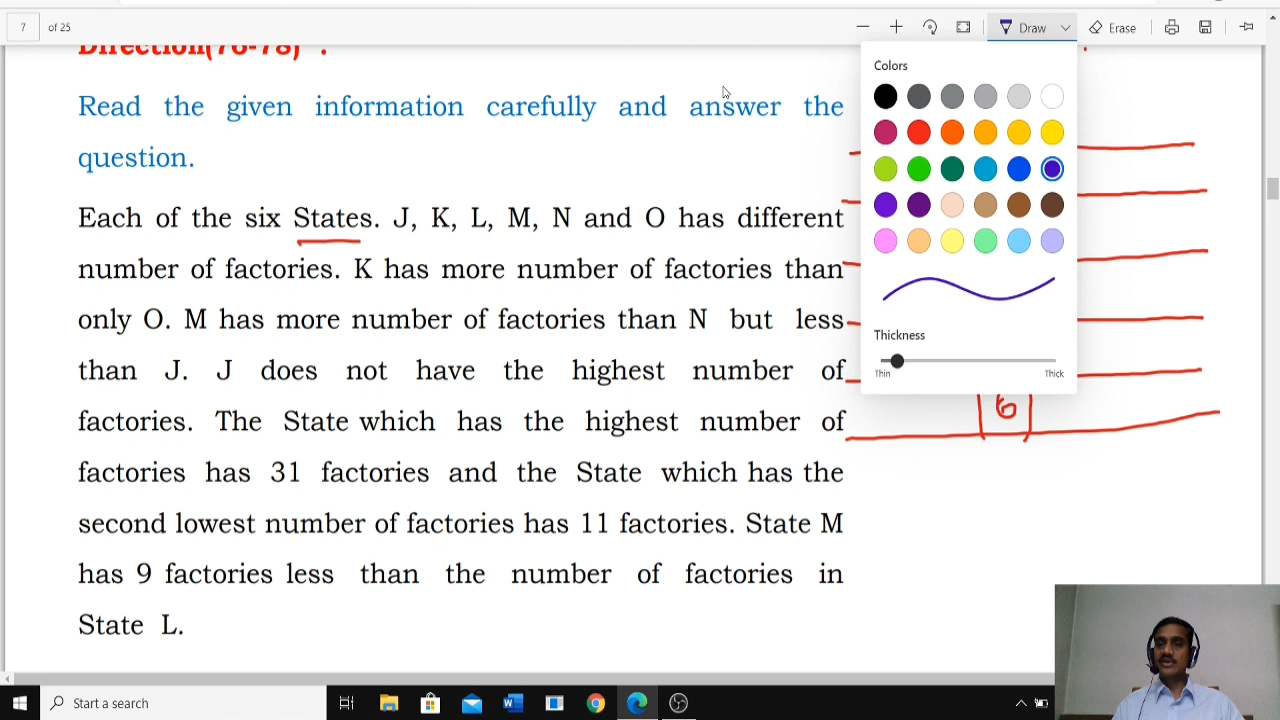 7 of 25
Draw
Erase
Direction(76-78) :
Colors
Read the given information carefully and answer the
question.
Each of the six States. J, K, L, M, N and O has different
number of factories. K has more number of factories than
only O. M has more number of factories than N but less
than J. J does not have the highest number of
factories. The State which has the highest number of
factories has 31 factories and the State which has the
second lowest number of factories has 11 factories. State M
has 9 factories less than the number of factories in
State L.
Thickness
Thin Thick
6
Start a search